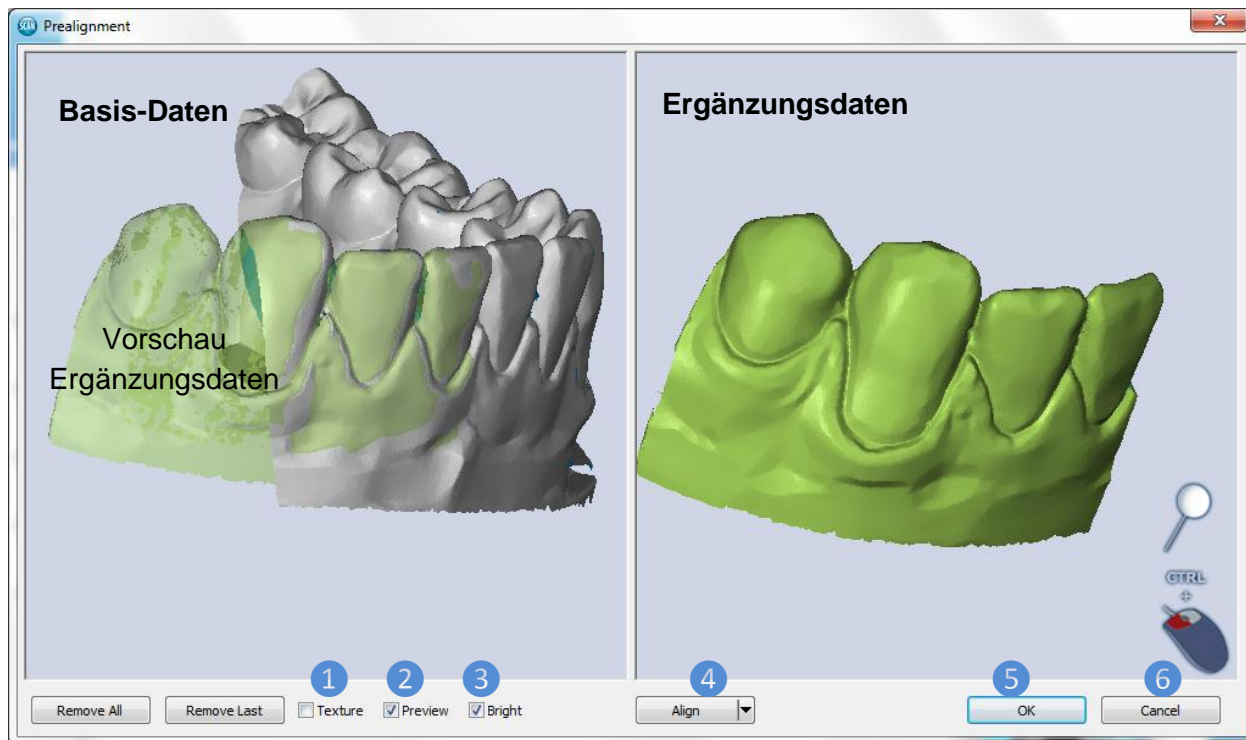 SCAN Prealignment
Basis-Daten
Vorschau
Ergänzungsdaten
Ergänzungsdaten
CTRL
+
1 2 3 4 5 6
Remove All Remove Last Texture Preview Bright Align OK Cancel